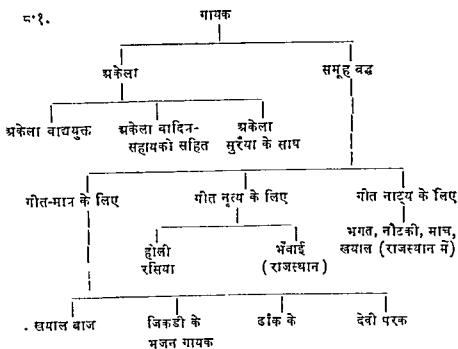 ८.१. गायक
अकेला समूह बद्ध
अकेला वाद्ययुक्त अकेला वादिन- अकेला
सहायको सहित सुरैया के साथ
गीत-मान के लिए गीत नृत्य के लिए गीत नाट्य के लिए
होली भँवाई भगत, नौटकी, माच,
रसिया (राजस्थान) खयाल (राजस्थान में)
खयाल बाज जिकडी के ढाँक के देवी परक
भजन गायक